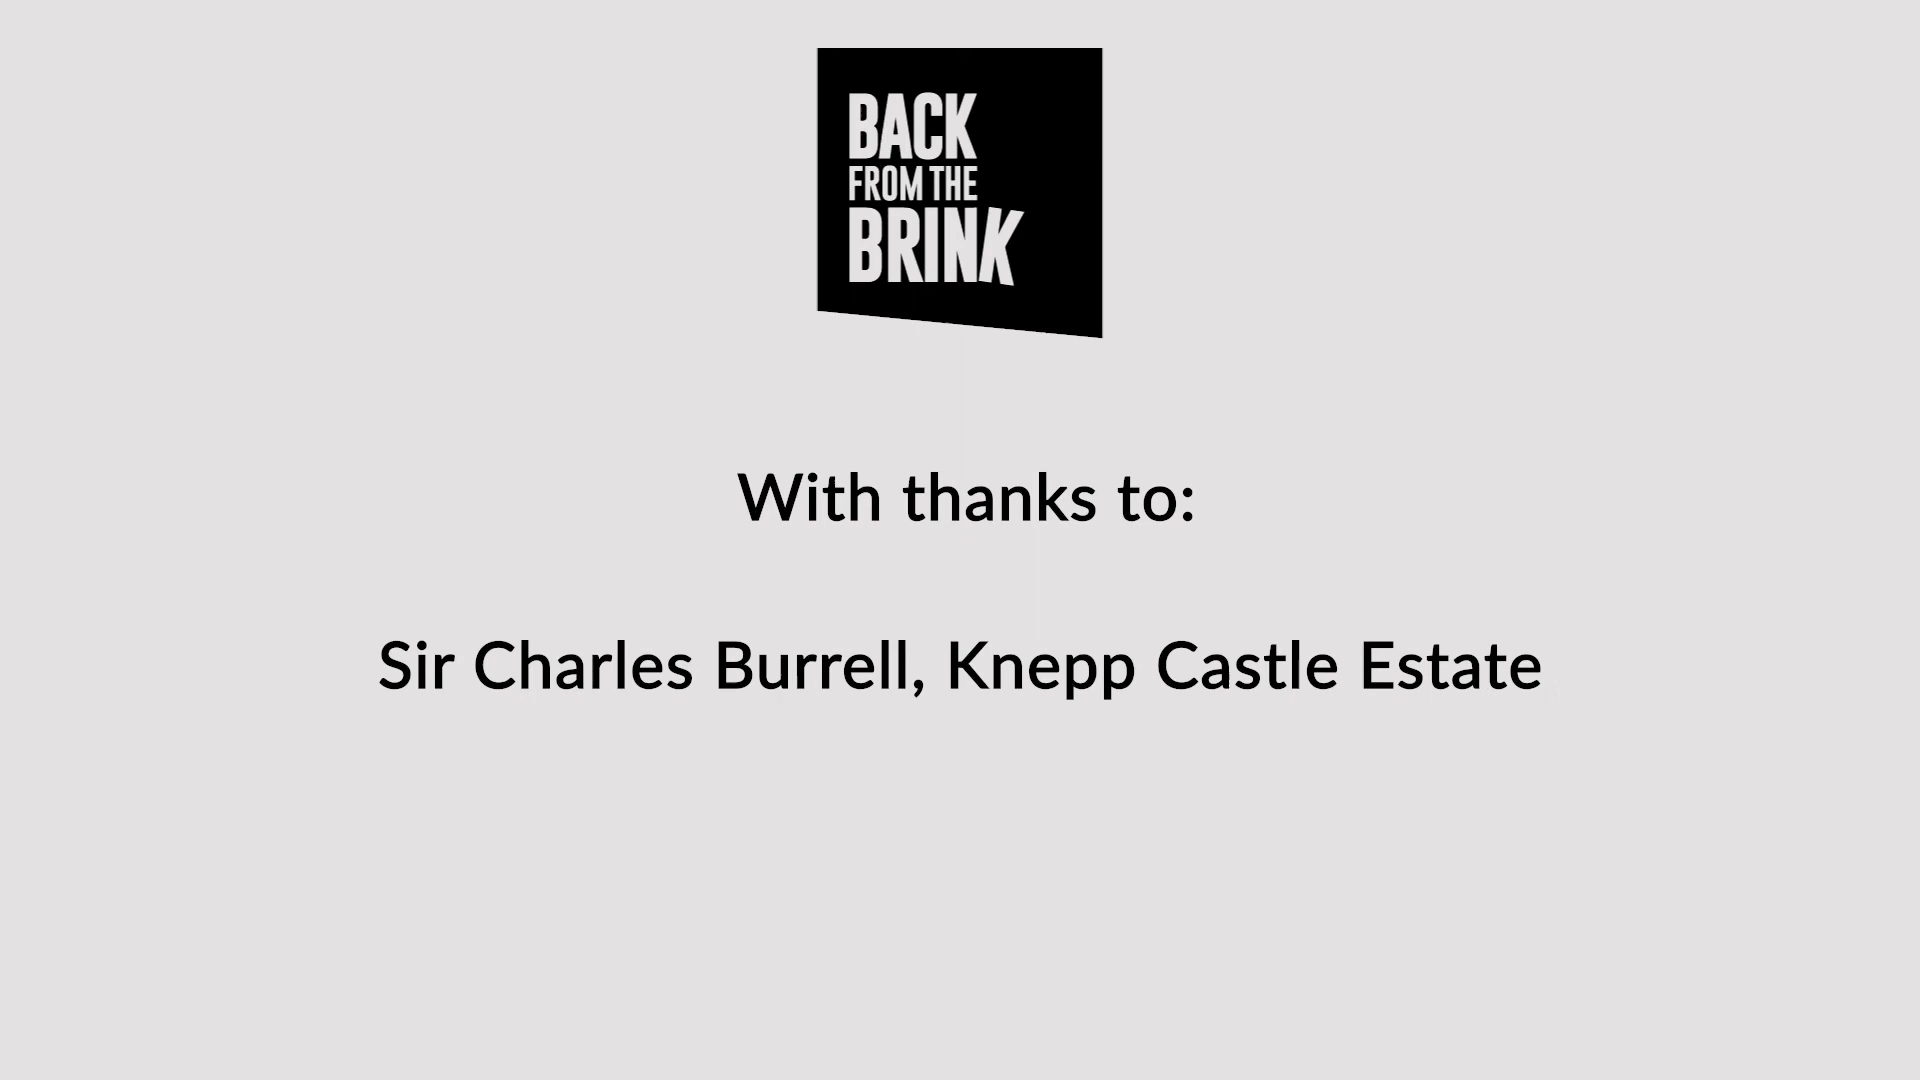 BACK
FROM THE
BRINK
With thanks to:
Sir Charles Burrell, Knepp Castle Estate